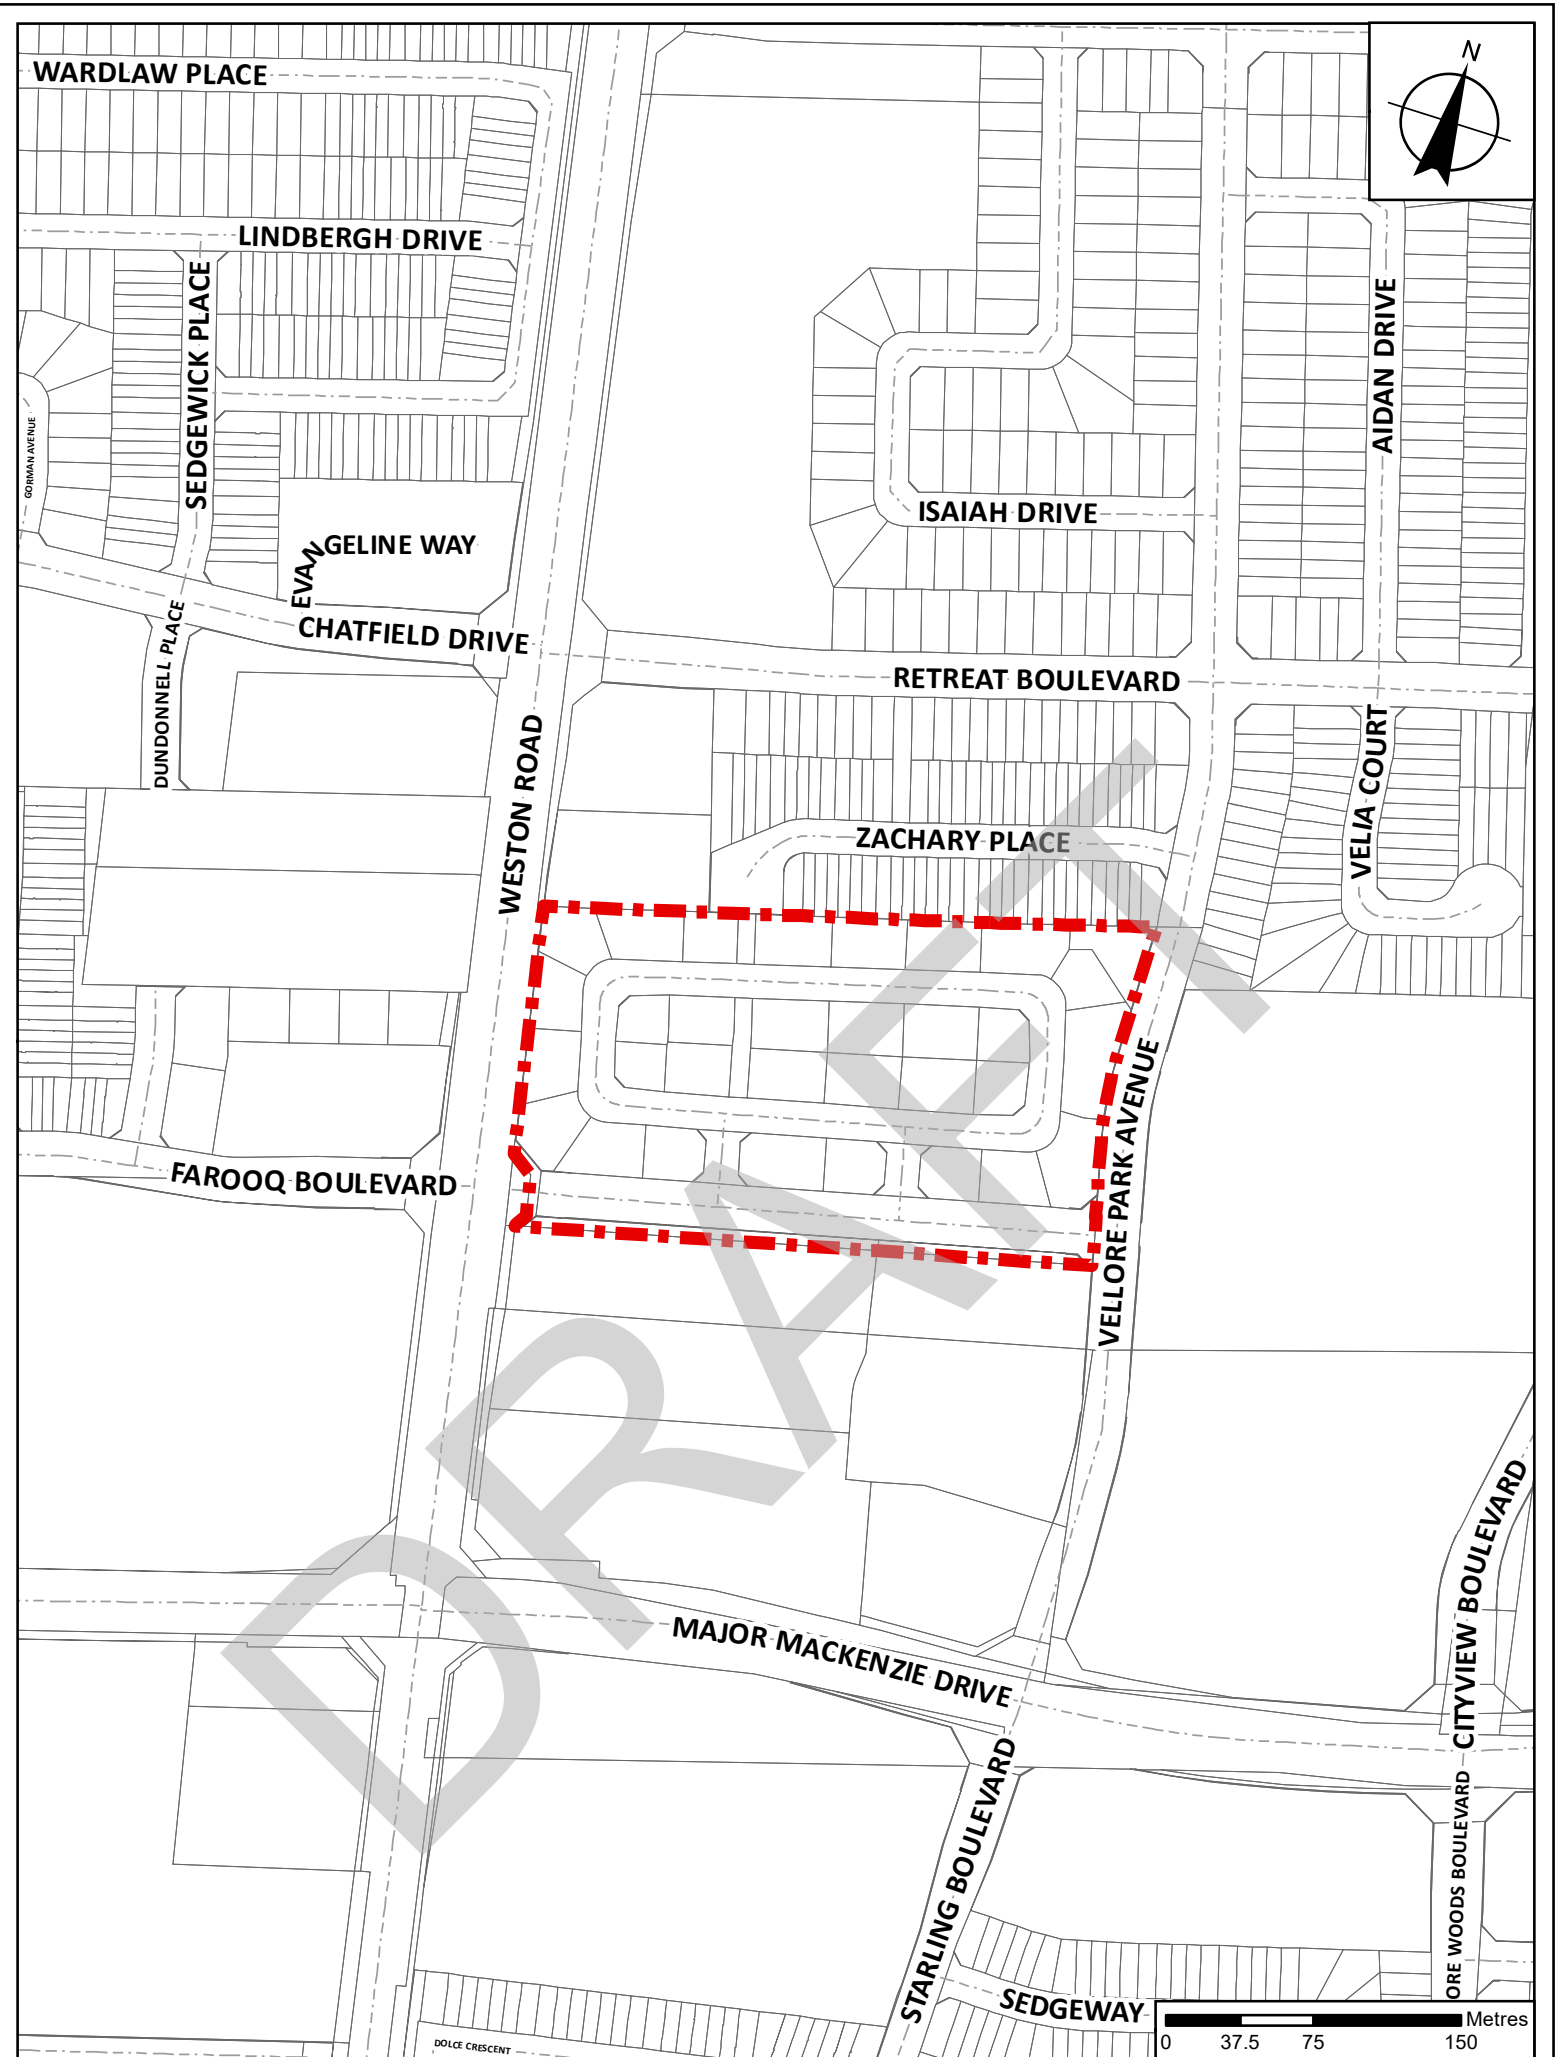 N
WARDLAW PLACE
LINDBERGH DRIVE
SEDGEWICK PLACE
GORMAN AVENUE
AIDAN DRIVE
ISAIAH DRIVE
EVANGELINE WAY
CHATFIELD DRIVE
DUNDONNELL PLACE
RETREAT BOULEVARD
WESTON ROAD
VELIA COURT
ZACHARY PLACE
VELLORE PARK AVENUE
FAROOQ BOULEVARD
DRAFT
CITYVIEW BOULEVARD
MAJOR MACKENZIE DRIVE
STARLING BOULEVARD
ORE WOODS BOULEVARD
SEDGEWAY
DOLCE CRESCENT
Metres
0 37.5 75 150